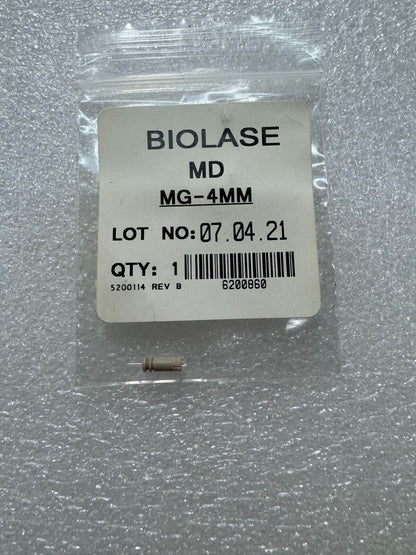 BIOLASE
MD
MG-4MM
LOT NO: 07.04.21
QTY: 1
5200114 REV B 6200860